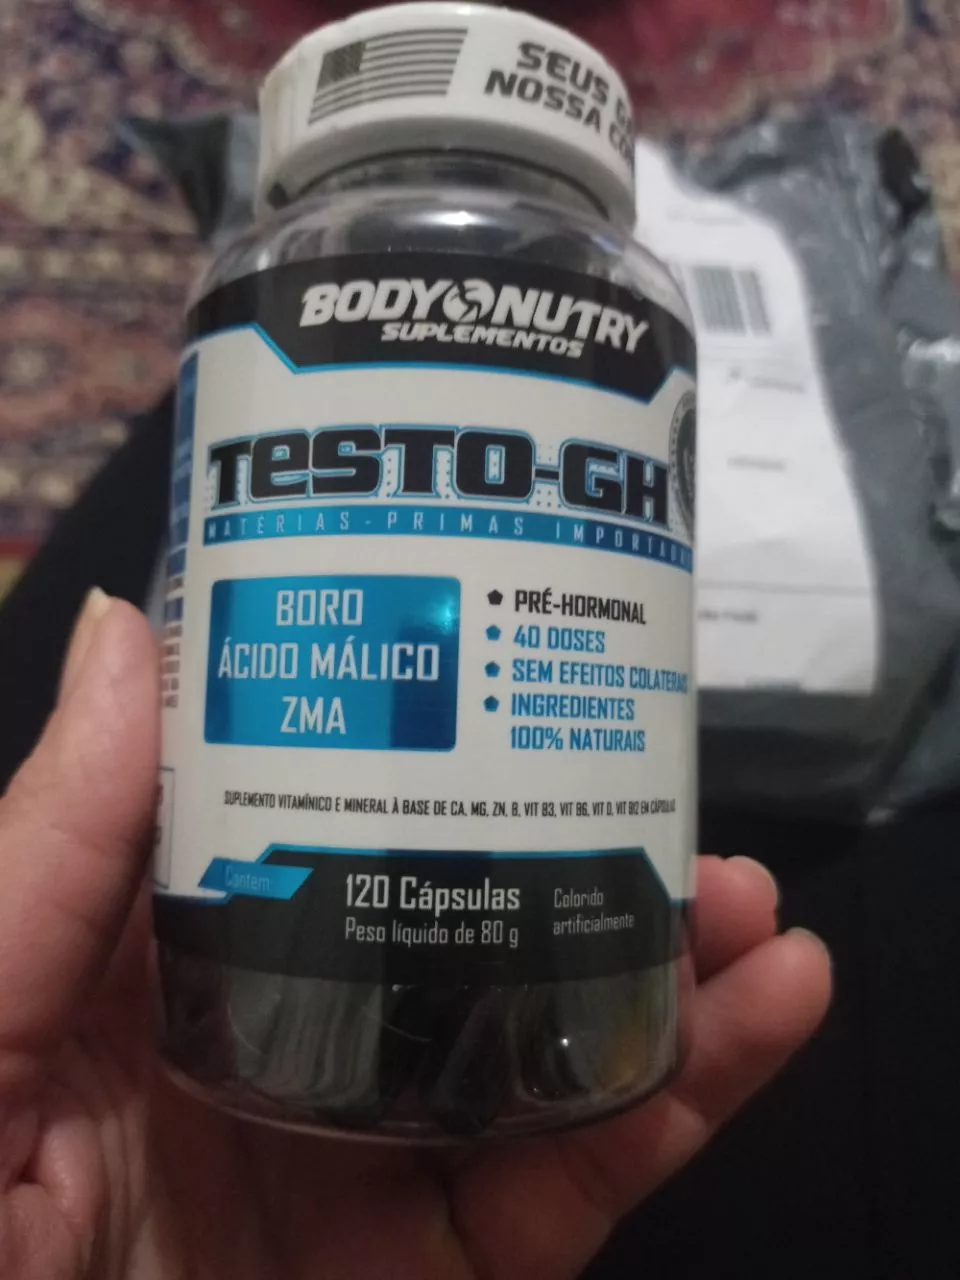 SEUS
NOSSA
BODY NUTRY
SUPLEMENTOS
TESTO-GH
MATÉRIAS-PRIMAS IMPORTADAS
BORO
ÁCIDO MÁLICO
ZMA
PRÉ-HORMONAL
40 DOSES
SEM EFEITOS COLATERAIS
INGREDIENTES
100% NATURAIS
SUPLEMENTO VITAMÍNICO E MINERAL À BASE DE CA, MG, ZN, B, VIT B3, VIT B6, VIT D, VIT B12 EM CÁPSULAS
Contém:
120 Cápsulas
Peso líquido de 80 g
Colorido
artificialmente